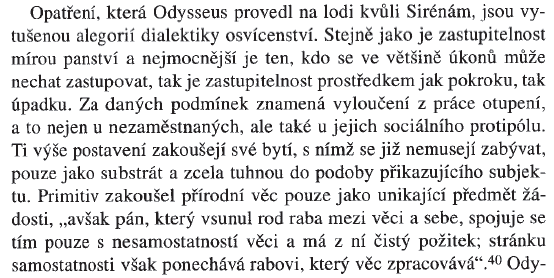 Opatření, která Odysseus provedl na lodi kvůli Sirénám, jsou vy-
tušenou alegorií dialektiky osvícenství. Stejně jako je zastupitelnost
mírou panství a nejmocnější je ten, kdo se ve většině úkonů může
nechat zastupovat, tak je zastupitelnost prostředkem jak pokroku, tak
úpadku. Za daných podmínek znamená vyloučení z práce otupení,
a to nejen u nezaměstnaných, ale také u jejich sociálního protipólu.
Ti výše postavení zakoušejí své bytí, s nímž se již nemusejí zabývat,
pouze jako substrát a zcela tuhnou do podoby přikazujícího subjek-
tu. Primitiv zakoušel přírodní věc pouze jako unikající předmět žá-
dosti, „avšak pán, který vsunul rod raba mezi věci a sebe, spojuje se
tím pouze s nesamostatností věci a má z ní čistý požitek; stránku
samostatnosti však ponechává rabovi, který věc zpracovává“.40 Ody-